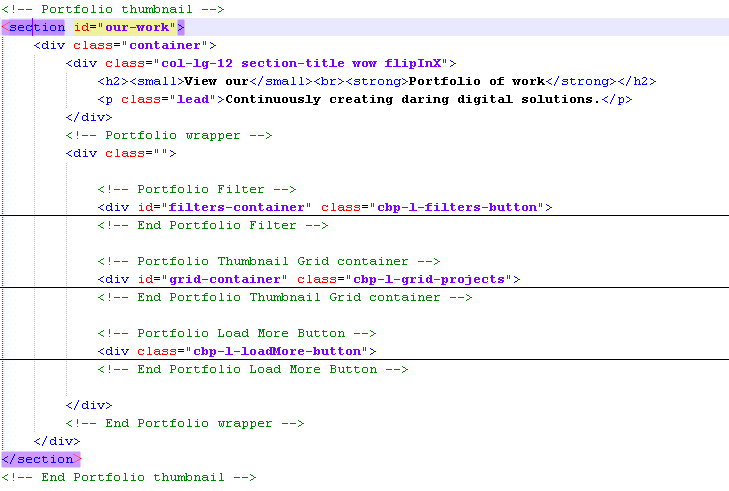 <!-- Portfolio thumbnail -->
<section id="our-work">
<div class="container">
<div class="col-lg-12 section-title wow flipInX">
<h2><small>View our</small><br><strong>Portfolio of work</strong></h2>
<p class="lead">Continuously creating daring digital solutions.</p>
</div>
<!-- Portfolio wrapper -->
<div class="">
<!-- Portfolio Filter -->
<div id="filters-container" class="cbp-l-filters-button">
<!-- End Portfolio Filter -->
<!-- Portfolio Thumbnail Grid container -->
<div id="grid-container" class="cbp-l-grid-projects">
<!-- End Portfolio Thumbnail Grid container -->
<!-- Portfolio Load More Button -->
<div class="cbp-l-loadMore-button">
<!-- End Portfolio Load More Button -->
</div>
<!-- End Portfolio wrapper -->
</div>
</section>
<!-- End Portfolio thumbnail -->